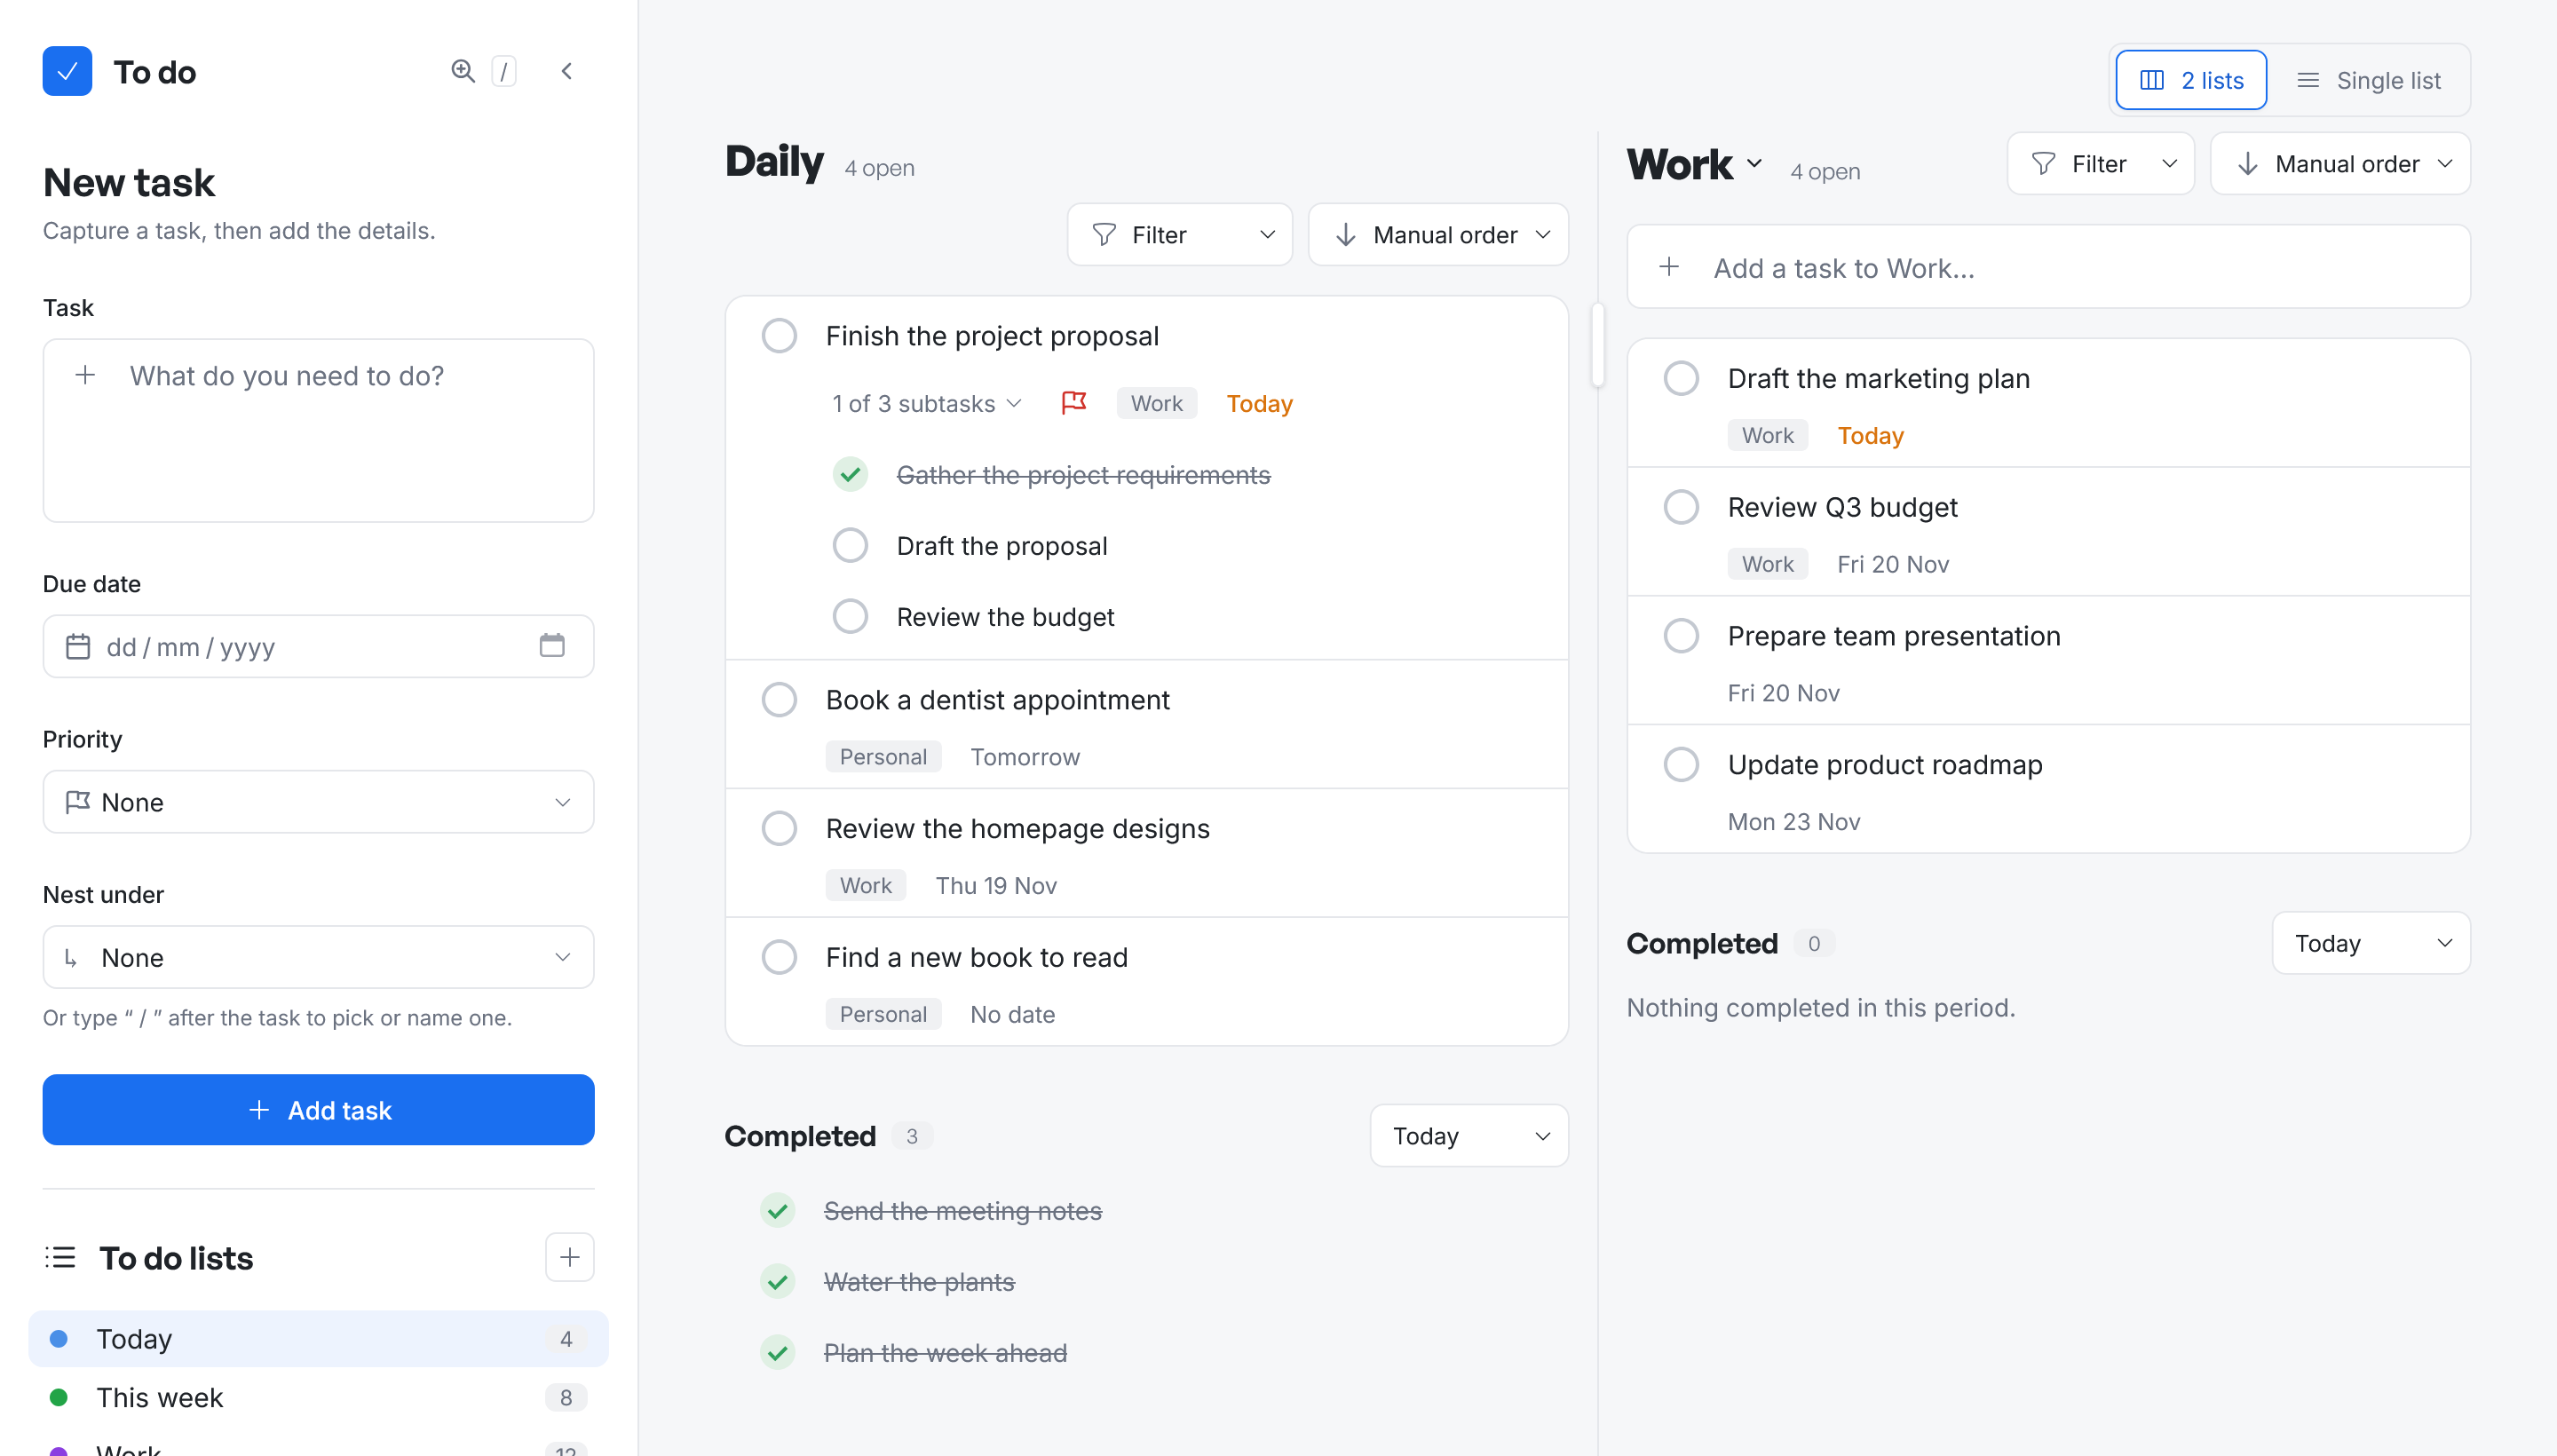 To do
/
New task
Capture a task, then add the details.
Task
What do you need to do?
Due date
dd / mm / yyyy
Priority
None
Nest under
None
Or type “ / ” after the task to pick or name one.
Add task
To do lists
Today 4
This week 8
Work 12
2 lists Single list
Daily 4 open
Filter Manual order
Finish the project proposal
1 of 3 subtasks Work Today
Gather the project requirements
Draft the proposal
Review the budget
Book a dentist appointment
Personal Tomorrow
Review the homepage designs
Work Thu 19 Nov
Find a new book to read
Personal No date
Completed 3 Today
Send the meeting notes
Water the plants
Plan the week ahead
Work 4 open Filter Manual order
Add a task to Work...
Draft the marketing plan
Work Today
Review Q3 budget
Work Fri 20 Nov
Prepare team presentation
Fri 20 Nov
Update product roadmap
Mon 23 Nov
Completed 0 Today
Nothing completed in this period.